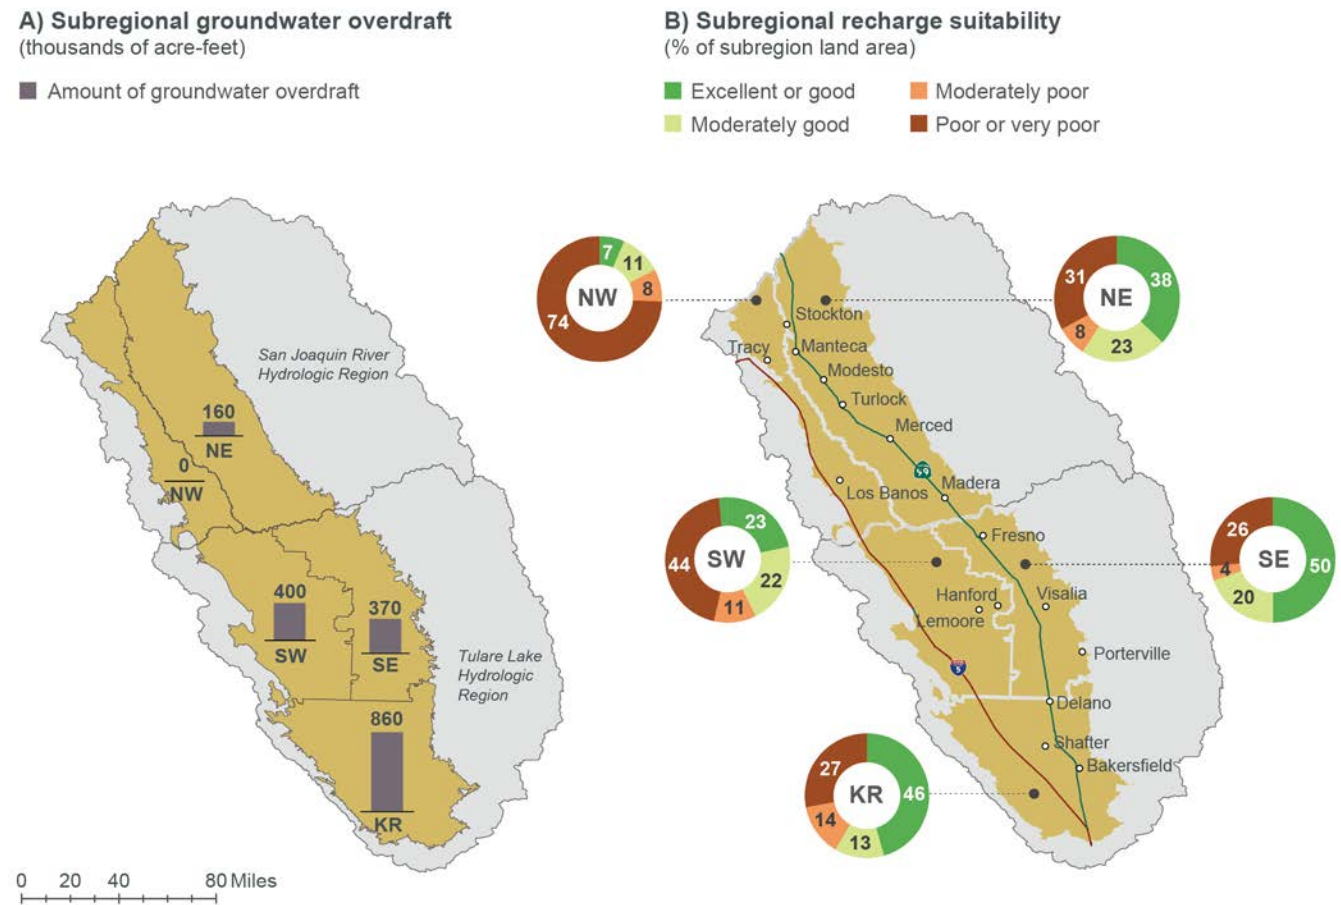 A) Subregional groundwater overdraft
(thousands of acre-feet)
Amount of groundwater overdraft
San Joaquin River
Hydrologic Region
160
NE
0
NW
400
SW
370
SE
Tulare Lake
Hydrologic
Region
860
KR
0 20 40 80 Miles
B) Subregional recharge suitability
(% of subregion land area)
Excellent or good
Moderately poor
Moderately good
Poor or very poor
7
11
8
74
NW
38
23
8
31
NE
Stockton
Tracy
Manteca
Modesto
Turlock
Merced
99
Los Banos
Madera
Fresno
23
22
11
44
SW
50
20
4
26
SE
Hanford
Visalia
Lemoore
5
Porterville
Delano
Shafter
Bakersfield
46
13
14
27
KR